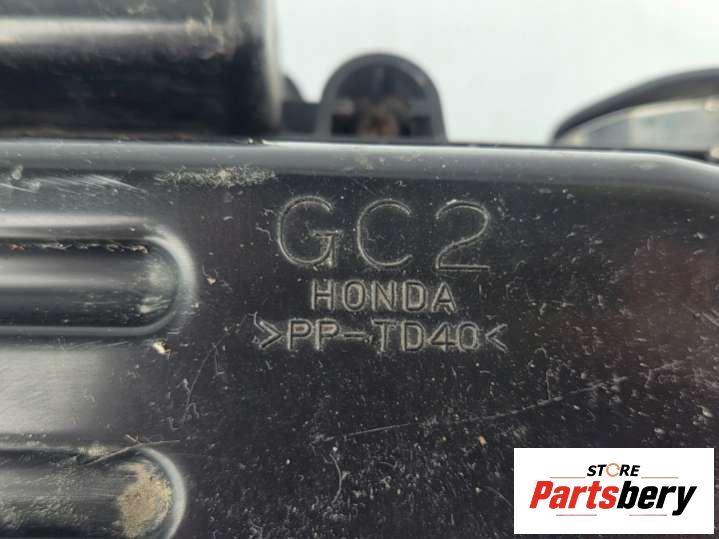 GC2
HONDA
>PP-TD40<
STORE
Partsbery